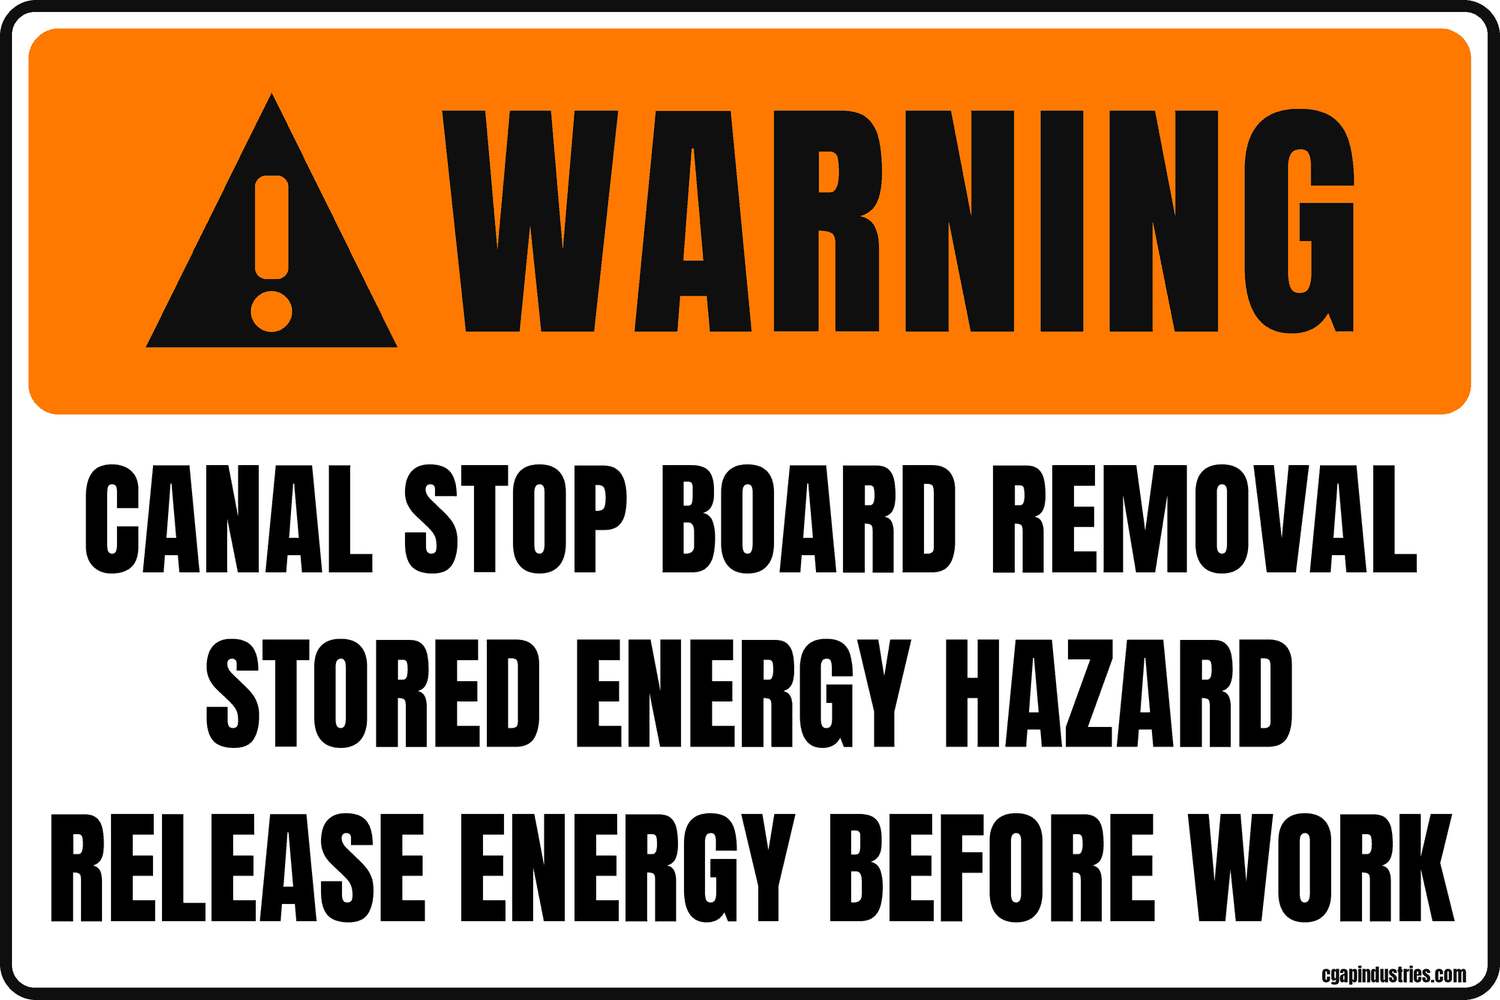 WARNING
CANAL STOP BOARD REMOVAL
STORED ENERGY HAZARD
RELEASE ENERGY BEFORE WORK
cgapindustries.com